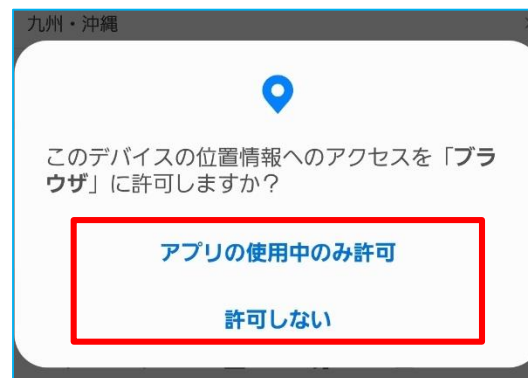 九州・沖縄
このデバイスの位置情報へのアクセスを「ブラ
ウザ」に許可しますか？
アプリの使用中のみ許可
許可しない